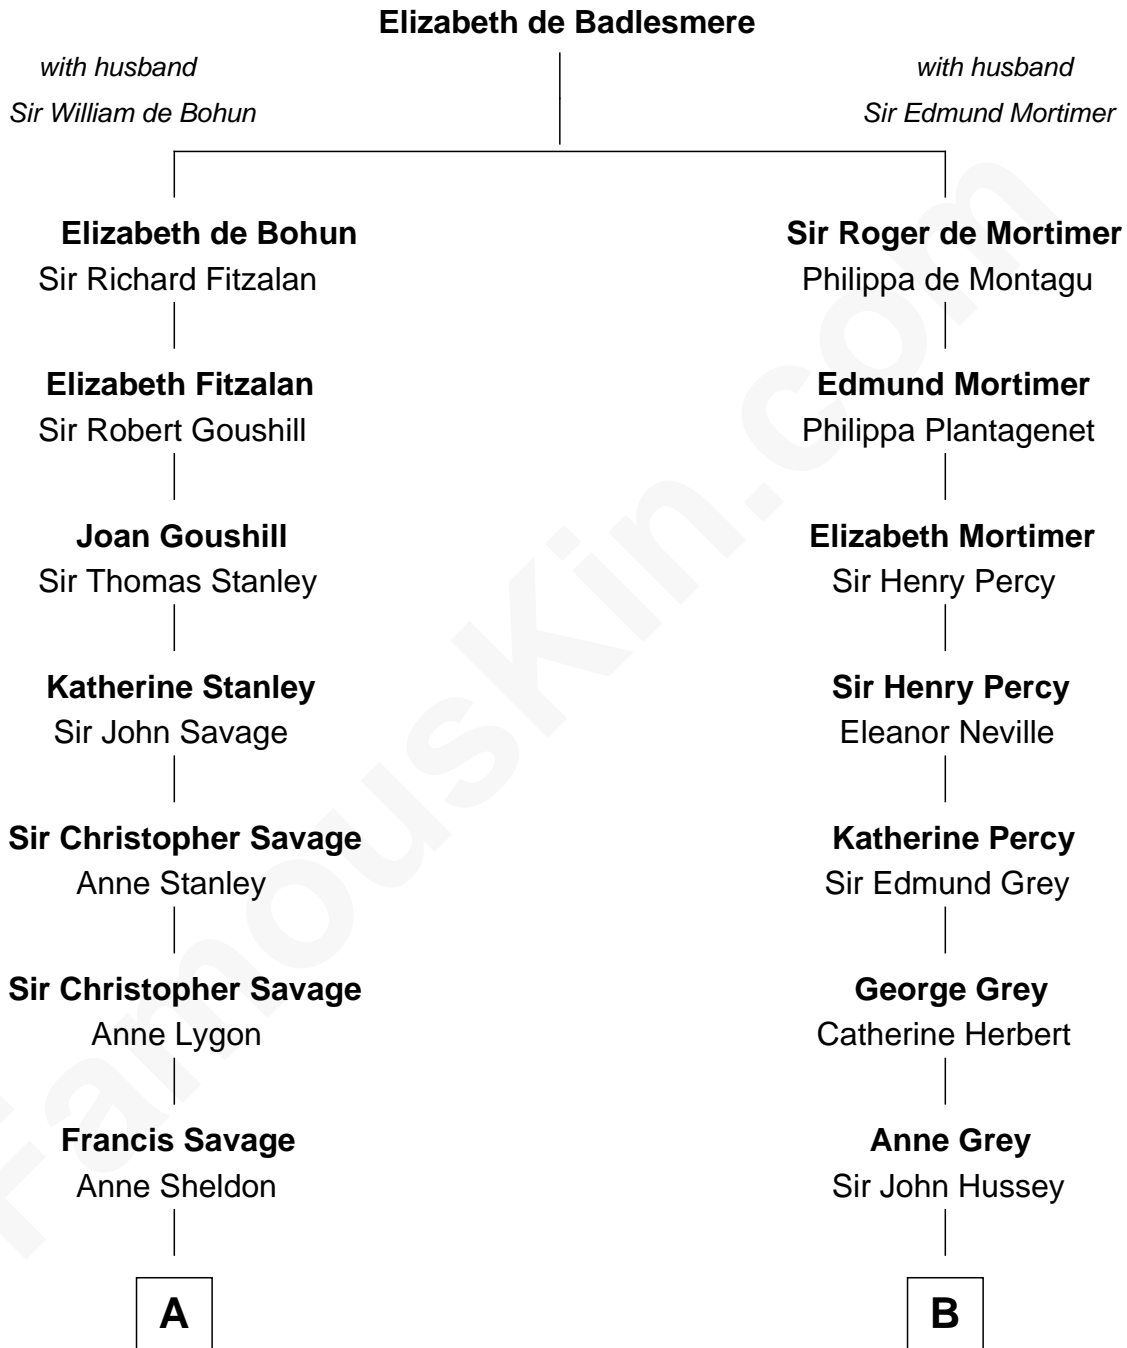 Elizabeth de Badlesmere
with husband
Sir William de Bohun
with husband
Sir Edmund Mortimer
Elizabeth de Bohun
Sir Richard Fitzalan
Sir Roger de Mortimer
Philippa de Montagu
Elizabeth Fitzalan
Sir Robert Goushill
Edmund Mortimer
Philippa Plantagenet
Joan Goushill
Sir Thomas Stanley
Elizabeth Mortimer
Sir Henry Percy
Katherine Stanley
Sir John Savage
Sir Henry Percy
Eleanor Neville
Sir Christopher Savage
Anne Stanley
Katherine Percy
Sir Edmund Grey
Sir Christopher Savage
Anne Lygon
George Grey
Catherine Herbert
Francis Savage
Anne Sheldon
Anne Grey
Sir John Hussey
A
B
FamousKin.com